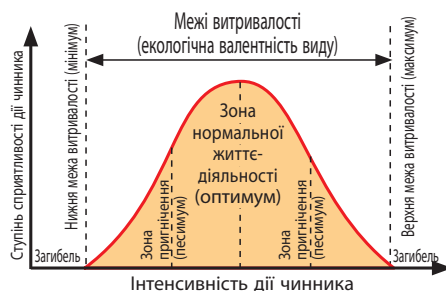 Межі витривалості
(екологічна валентність виду)
Ступінь сприятливості дії чинника
Нижня межа витривалості (мінімум)
Зона
нормальної
життє-
діяльності
(оптимум)
Верхня межа витривалості (максимум)
Загибель
Зона
пригнічення
(песимум)
Зона
пригнічення
(песимум)
Загибель
Інтенсивність дії чинника